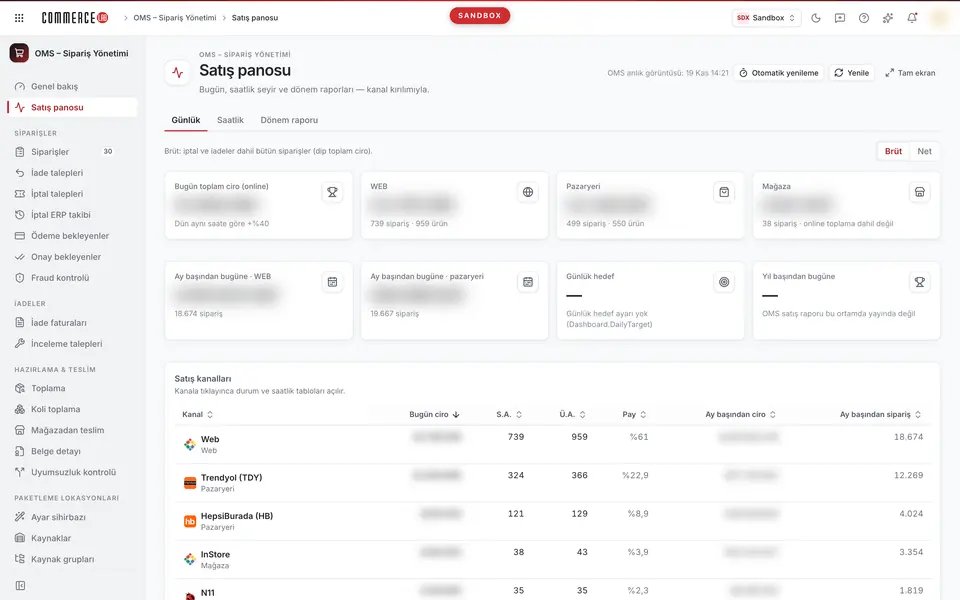 COMMERCE LAB
OMS – Sipariş Yönetimi
Satış panosu
SANDBOX
SDX Sandbox
OMS – Sipariş Yönetimi
Genel bakış
Satış panosu
SİPARİŞLER
Siparişler 30
İade talepleri
İptal talepleri
İptal ERP takibi
Ödeme bekleyenler
Onay bekleyenler
Fraud kontrolü
İADELER
İade faturaları
İnceleme talepleri
HAZIRLAMA & TESLİM
Toplama
Koli toplama
Mağazadan teslim
Belge detayı
Uyumsuzluk kontrolü
PAKETLEME LOKASYONLARI
Ayar sihirbazı
Kaynaklar
Kaynak grupları
OMS – SİPARİŞ YÖNETİMİ
Satış panosu
Bugün, saatlik seyir ve dönem raporları — kanal kırılımıyla.
OMS anlık görüntüsü: 19 Kas 14:21
Otomatik yenileme
Yenile
Tam ekran
Günlük Saatlik Dönem raporu
Brüt: iptal ve iadeler dahil bütün siparişler (dip toplam ciro).
Brüt Net
Bugün toplam ciro (online)
Dün aynı saate göre +%40
WEB
739 sipariş · 959 ürün
Pazaryeri
499 sipariş · 550 ürün
Mağaza
38 sipariş · online toplama dahil değil
Ay başından bugüne · WEB
18.674 sipariş
Ay başından bugüne · pazaryeri
19.667 sipariş
Günlük hedef
—
Günlük hedef ayarı yok
(Dashboard.DailyTarget)
Yıl başından bugüne
—
OMS satış raporu bu ortamda yayında değil
Satış kanalları
Kanala tıklayınca durum ve saatlik tabloları açılır.
Kanal Bugün ciro S.A. Ü.A. Pay Ay başından ciro Ay başından sipariş
Web 739 959 %61 18.674
Web
Trendyol (TDY) 324 366 %22,9 12.269
Pazaryeri
hb HepsiBurada (HB) 121 129 %8,9 4.024
Pazaryeri
InStore 38 43 %3,9 3.354
Mağaza
N11 35 35 %2,3 1.819